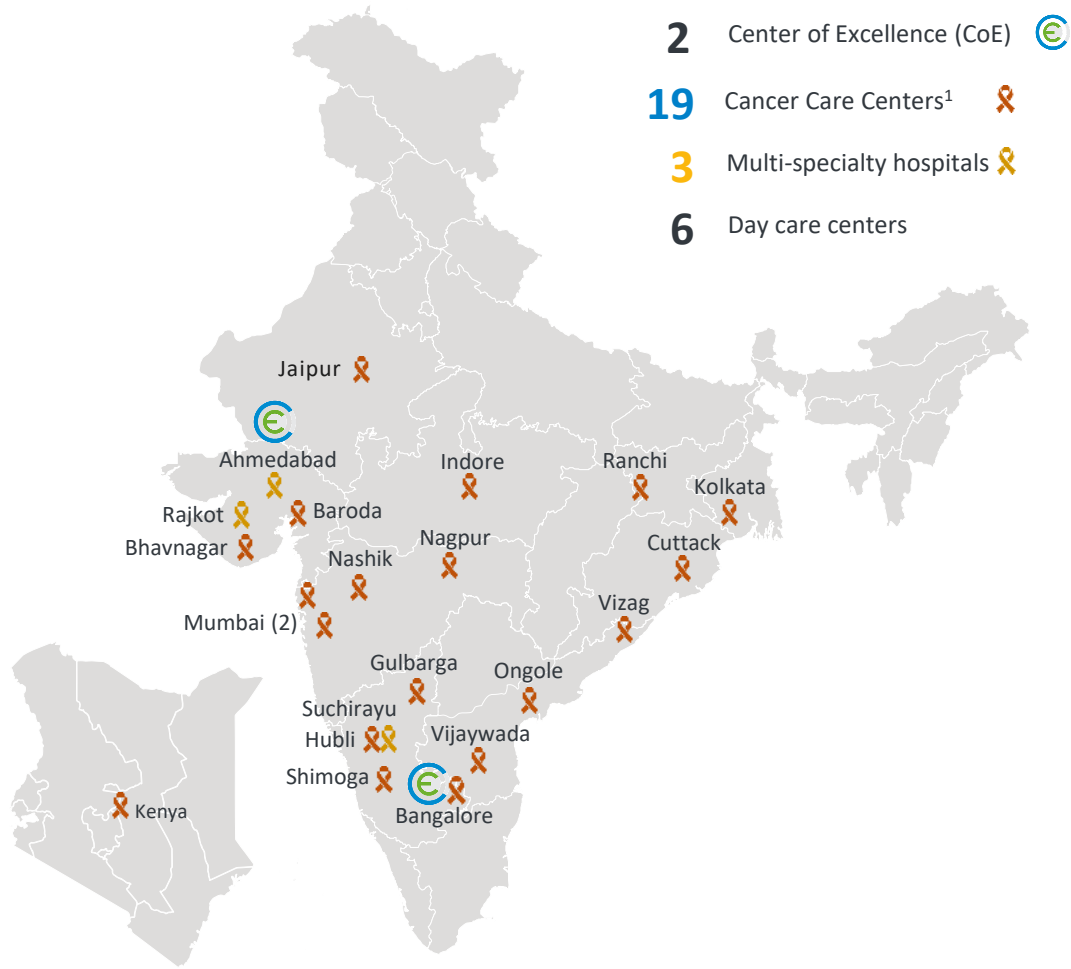 2 Center of Excellence (CoE)
19 Cancer Care Centers1
3 Multi-specialty hospitals
6 Day care centers
Jaipur
Ahmedabad
Indore
Ranchi
Kolkata
Rajkot
Baroda
Bhavnagar
Nagpur
Cuttack
Nashik
Mumbai (2)
Vizag
Gulbarga
Ongole
Suchirayu
Hubli
Vijaywada
Shimoga
Bangalore
Kenya